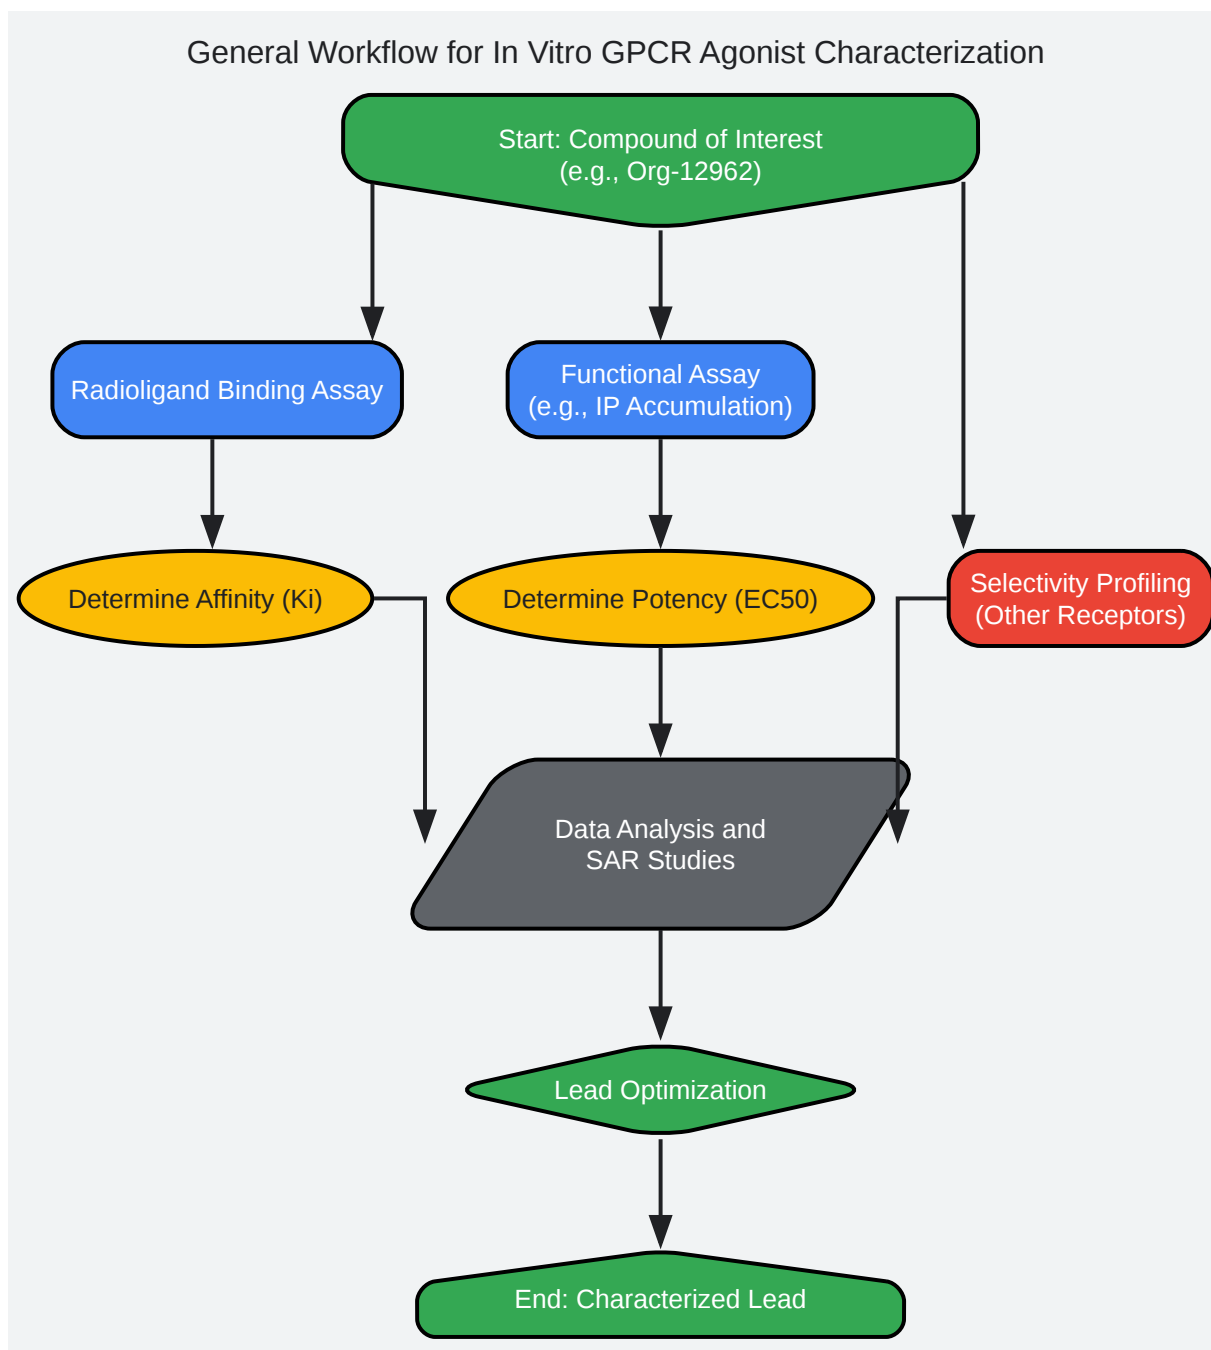 General Workflow for In Vitro GPCR Agonist Characterization
Start: Compound of Interest
(e.g., Org-12962)
Radioligand Binding Assay
Functional Assay
(e.g., IP Accumulation)
Determine Affinity (Ki)
Determine Potency (EC50)
Selectivity Profiling
(Other Receptors)
Data Analysis and
SAR Studies
Lead Optimization
End: Characterized Lead